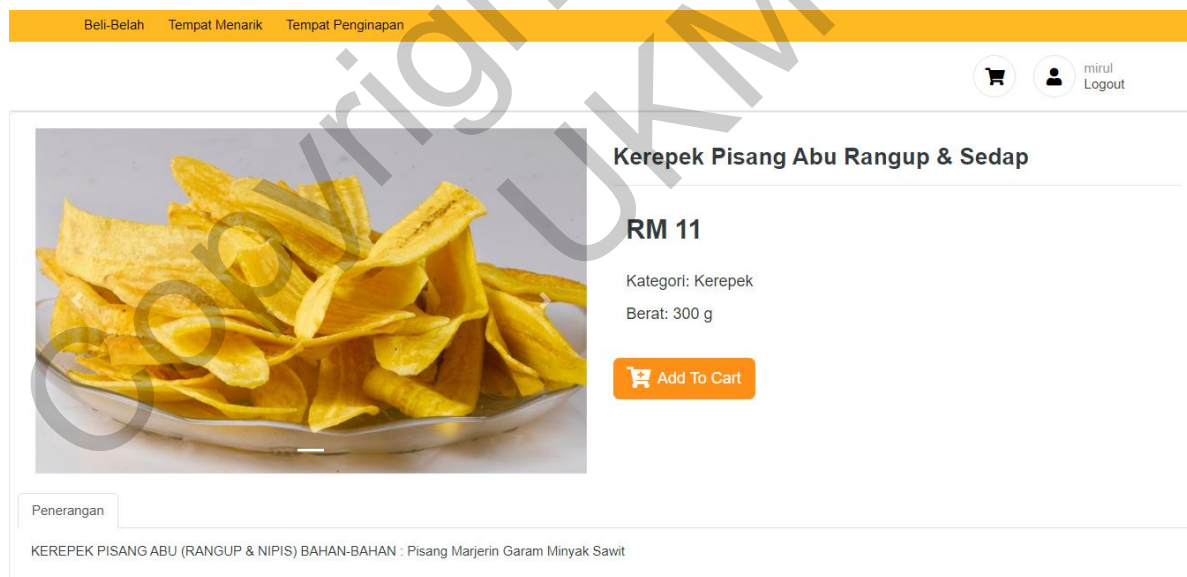 Beli-Belah Tempat Menarik Tempat Penginapan
mirul
Logout
Kerepek Pisang Abu Rangup & Sedap
RM 11
Kategori: Kerepek
Berat: 300 g
Add To Cart
Penerangan
KEREPEK PISANG ABU (RANGUP & NIPIS) BAHAN-BAHAN : Pisang Marjerin Garam Minyak Sawit
Copyright
UKM